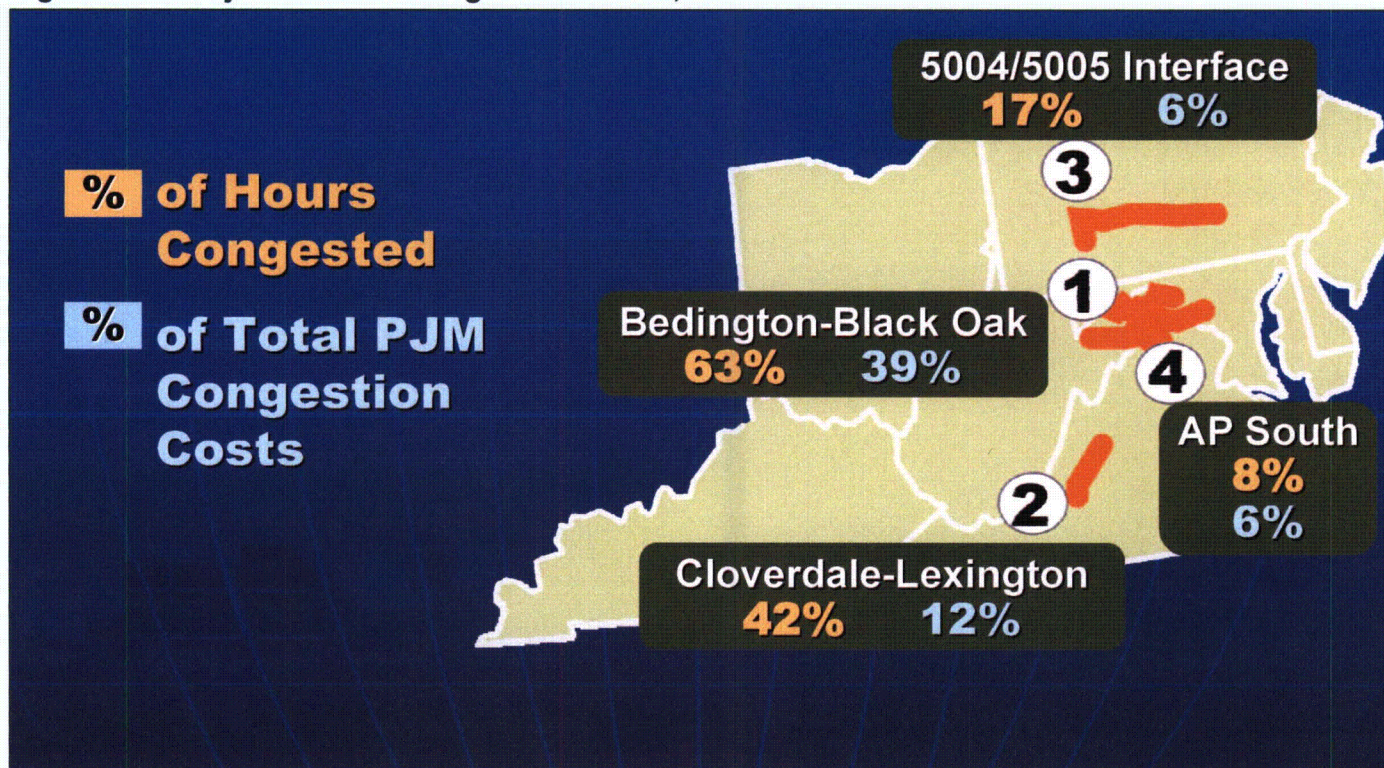 5004/5005 Interface
17% 6%
3
% of Hours
Congested
% of Total PJM
Congestion
Costs
1
Bedington-Black Oak
63% 39%
4
AP South
8%
6%
2
Cloverdale-Lexington
42% 12%